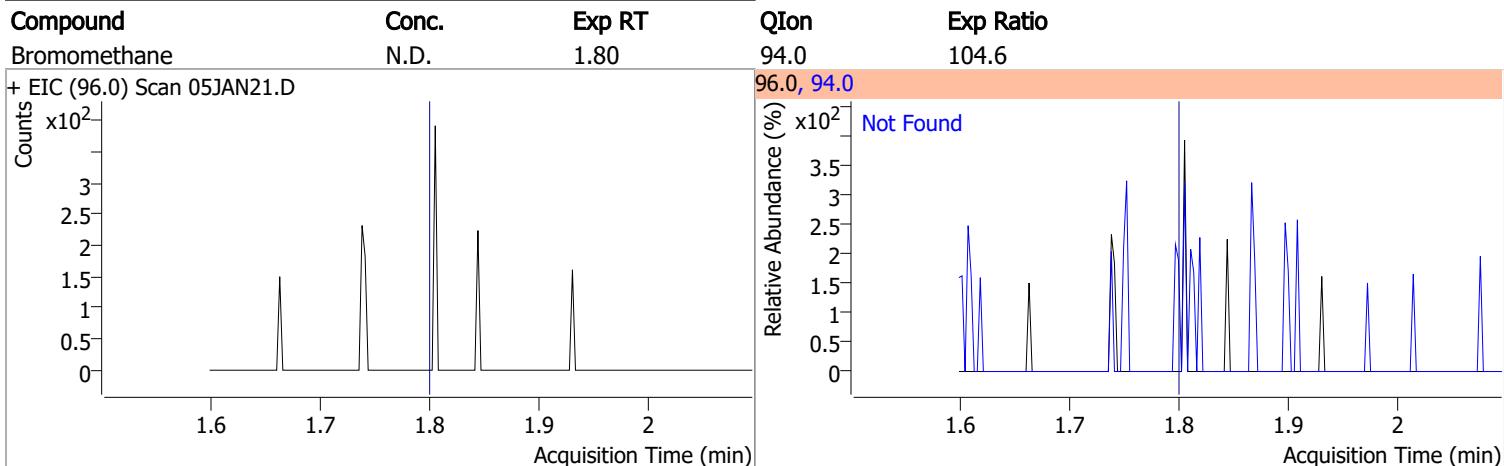 Compound Conc. Exp RT QIon Exp Ratio
Bromomethane N.D. 1.80 94.0 104.6
+ EIC (96.0) Scan 05JAN21.D
Counts
x10²
3
2.5
2
1.5
1
0.5
0
1.6 1.7 1.8 1.9 2
Acquisition Time (min)
96.0, 94.0
Relative Abundance (%)
x10²
Not Found
3.5
3
2.5
2
1.5
1
0.5
0
1.6 1.7 1.8 1.9 2
Acquisition Time (min)